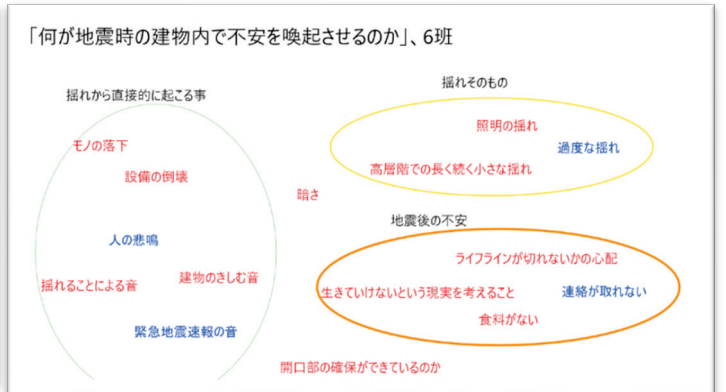 「何が地震時の建物内で不安を喚起させるのか」、6班
揺れから直接的に起こる事
モノの落下
設備の倒壊
人の悲鳴
揺れることによる音
建物のきしむ音
緊急地震速報の音
暗さ
開口部の確保ができているのか
揺れそのもの
照明の揺れ
過度な揺れ
高層階での長く続く小さな揺れ
地震後の不安
ライフラインが切れないかの心配
生きていけないという現実を考えること
連絡が取れない
食料がない